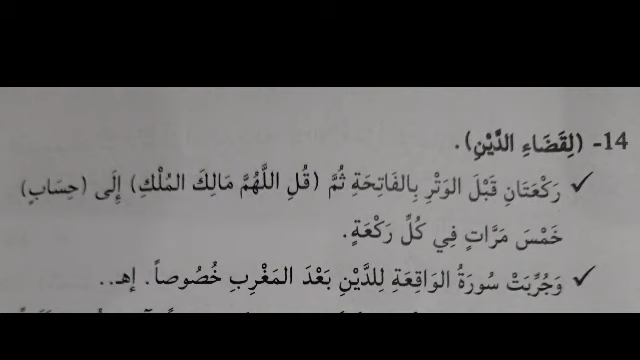 14- (لِقَضَاءِ الدَّيْنِ).
✓ رَكْعَتَانِ قَبْلَ الوَتْرِ بِالفَاتِحَةِ ثُمَّ (قُلِ اللَّهُمَّ مَالِكَ المُلْكِ) إِلَى (حِسَابٍ)
خَمْسَ مَرَّاتٍ فِي كُلِّ رَكْعَةٍ.
✓ وَجُرِّبَتْ سُورَةُ الوَاقِعَةِ لِلدَّيْنِ بَعْدَ المَغْرِبِ خُصُوصاً. إهـ..